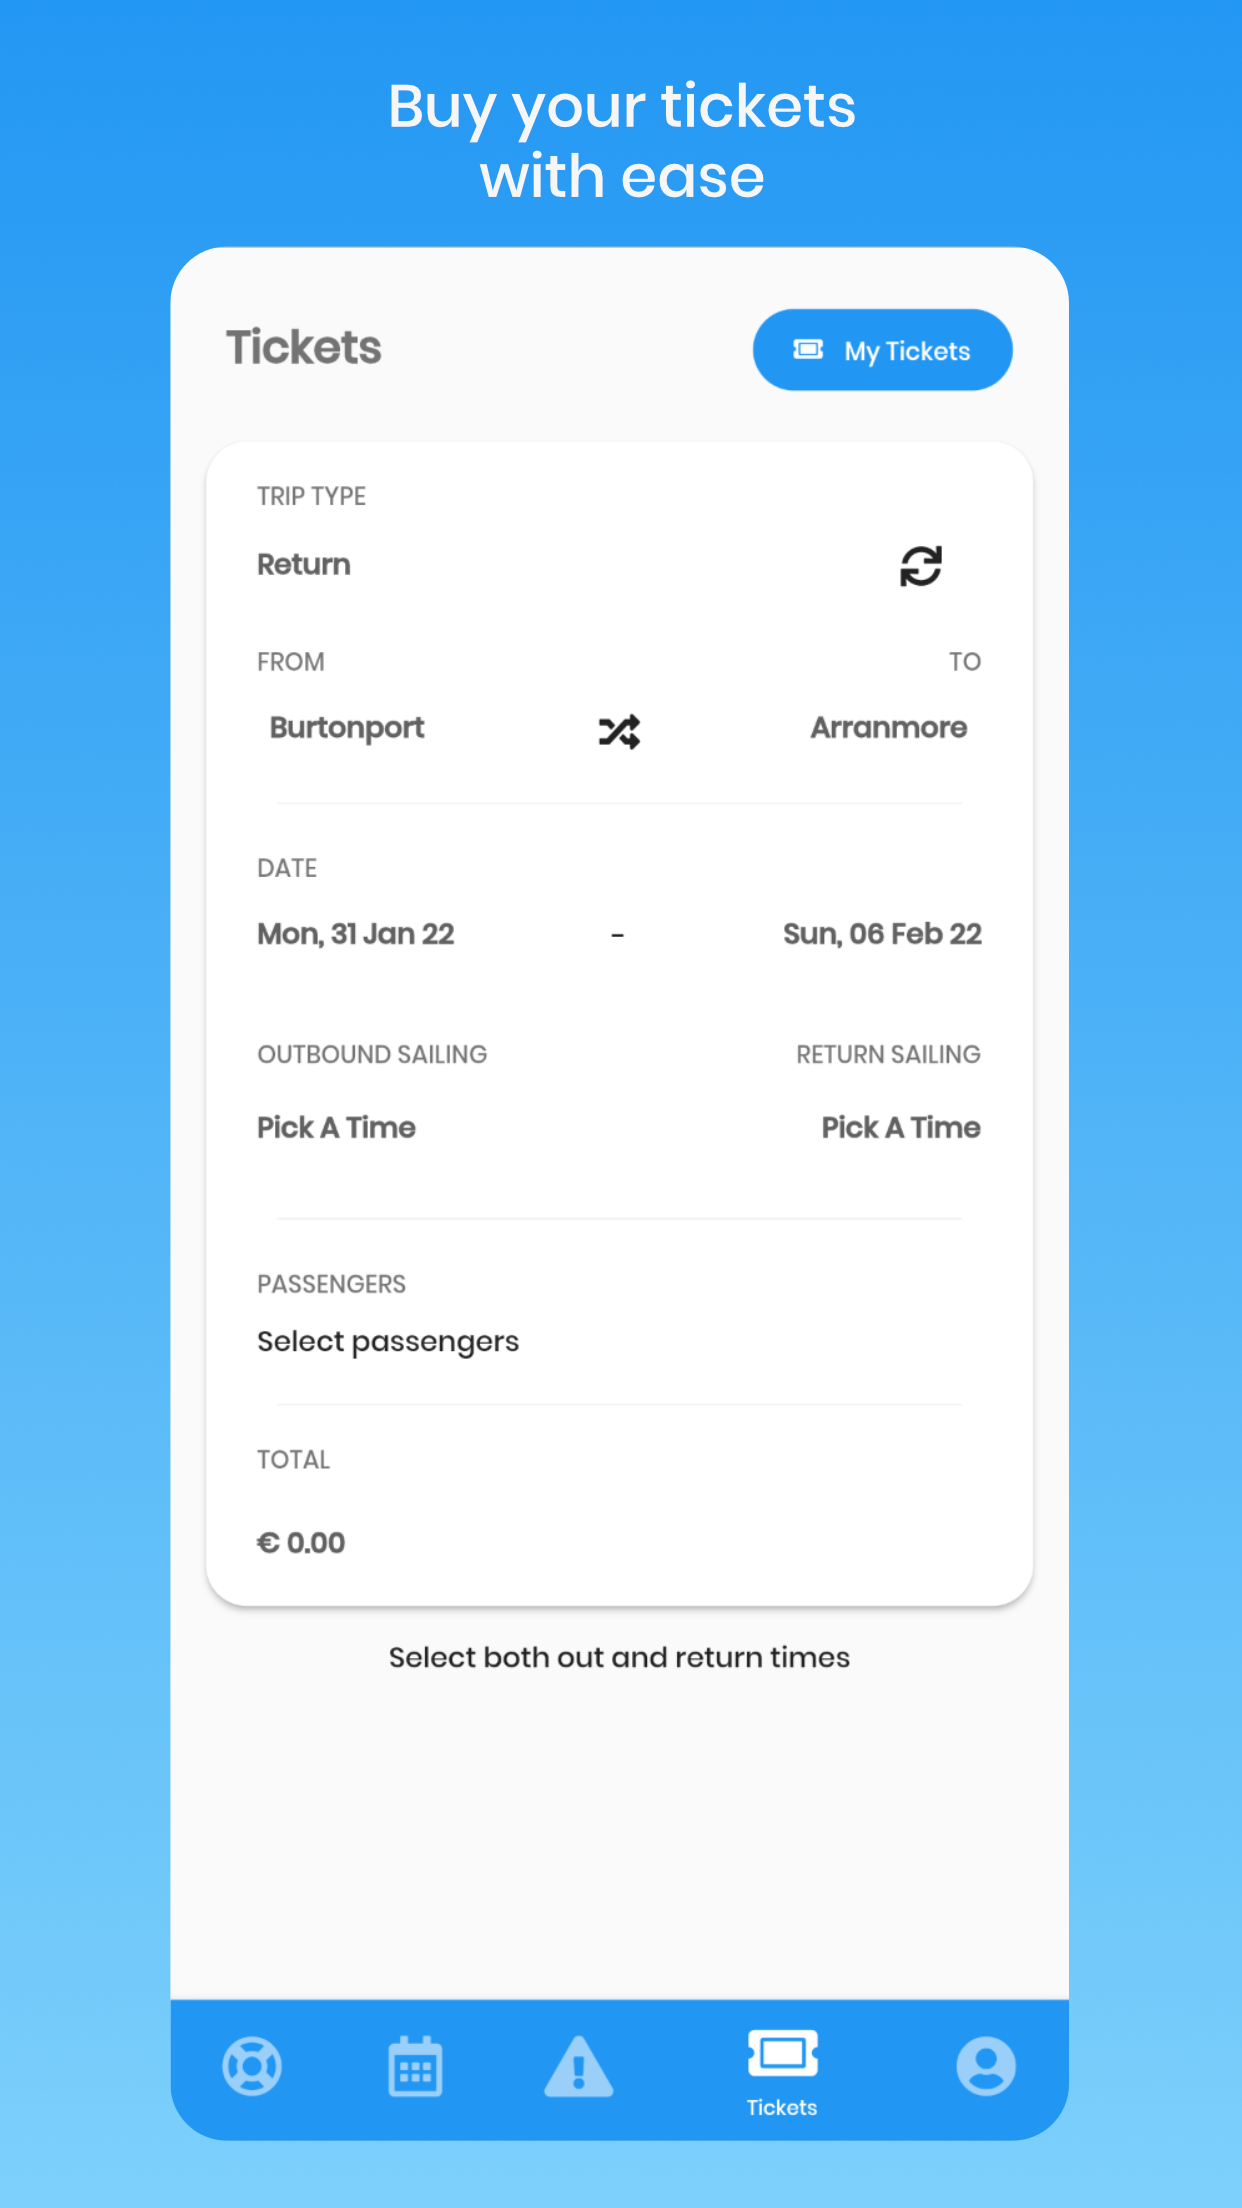 Buy your tickets
with ease
Tickets
My Tickets
TRIP TYPE
Return
FROM TO
Burtonport Arranmore
DATE
Mon, 31 Jan 22 - Sun, 06 Feb 22
OUTBOUND SAILING RETURN SAILING
Pick A Time Pick A Time
PASSENGERS
Select passengers
TOTAL
€ 0.00
Select both out and return times
Tickets